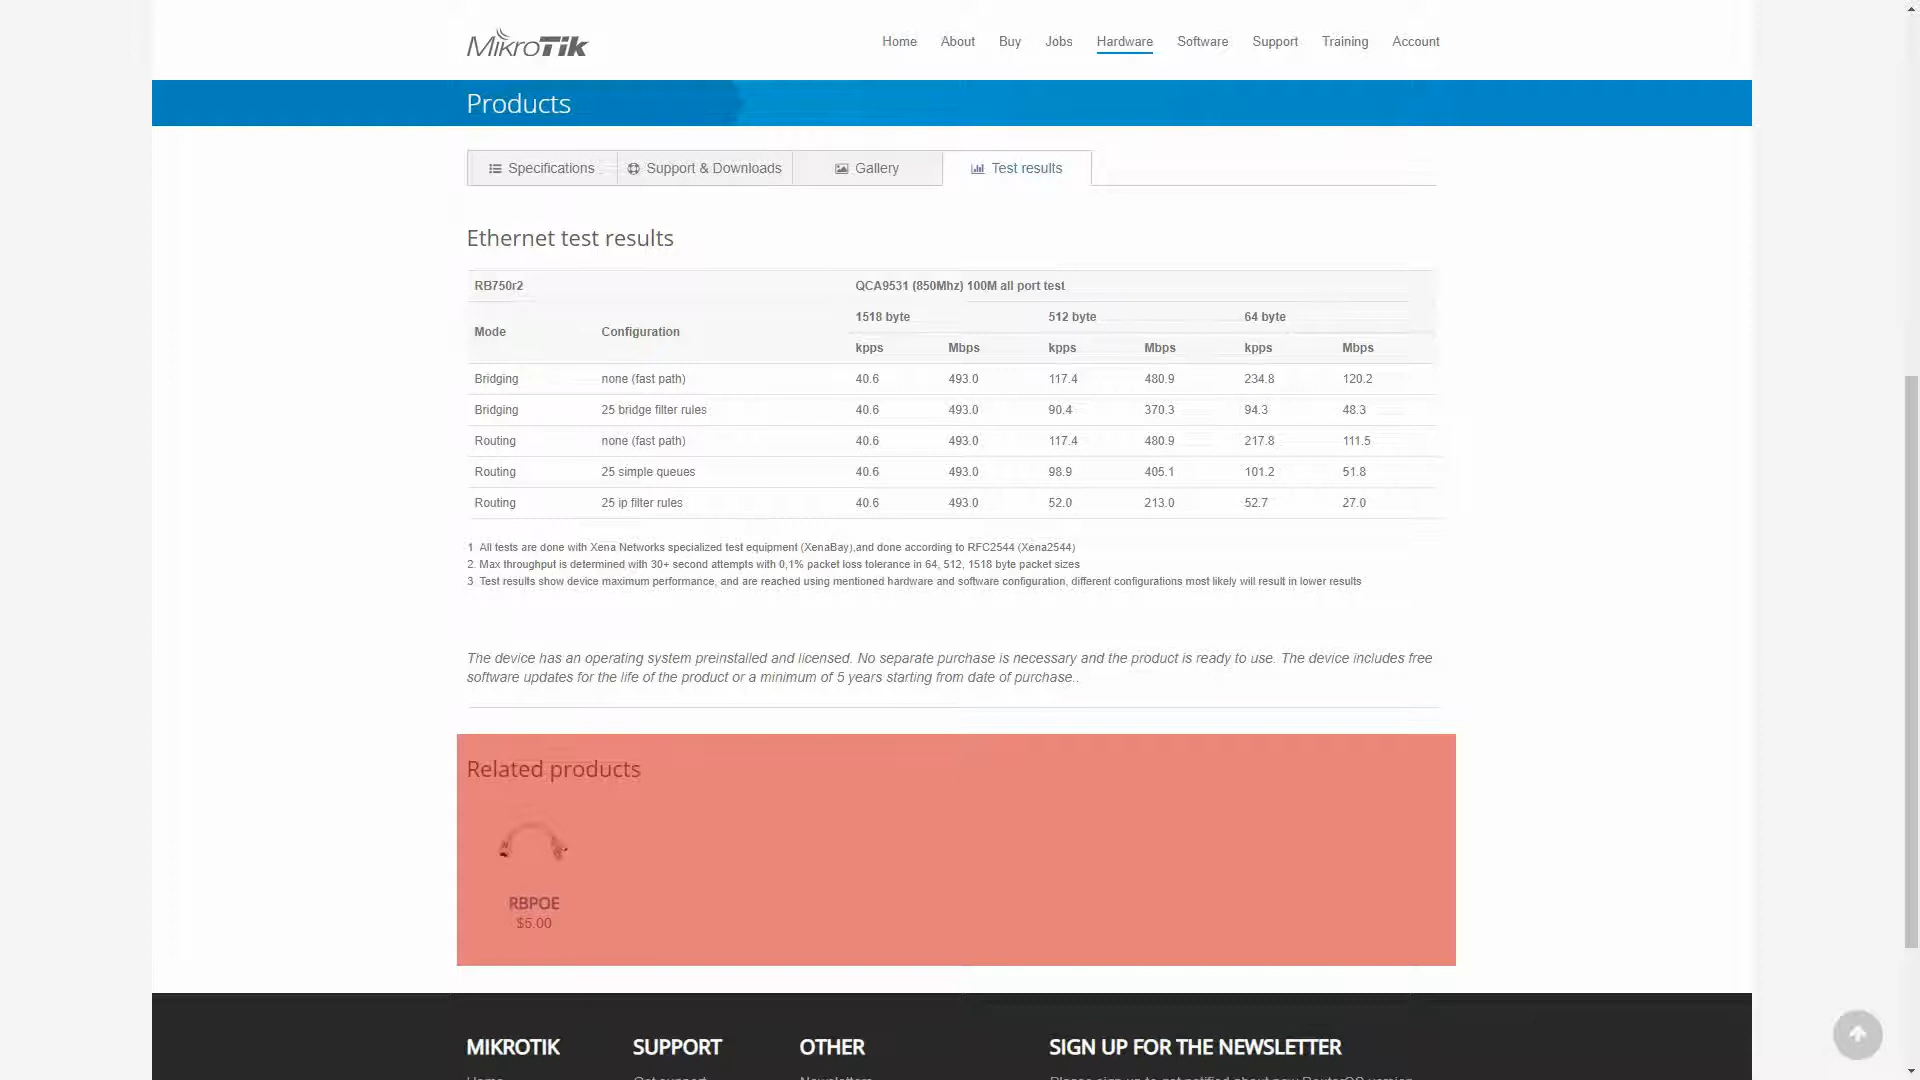 MikroTik
Home About Buy Jobs Hardware Software Support Training Account
Products
Specifications Support & Downloads Gallery Test results
Ethernet test results
RB750r2 QCA9531 (850Mhz) 100M all port test
Mode Configuration 1518 byte 512 byte 64 byte
kpps Mbps kpps Mbps kpps Mbps
Bridging none (fast path) 40.6 493.0 117.4 480.9 234.8 120.2
Bridging 25 bridge filter rules 40.6 493.0 90.4 370.3 94.3 48.3
Routing none (fast path) 40.6 493.0 117.4 480.9 217.8 111.5
Routing 25 simple queues 40.6 493.0 98.9 405.1 101.2 51.8
Routing 25 ip filter rules 40.6 493.0 52.0 213.0 52.7 27.0
1 All tests are done with Xena Networks specialized test equipment (XenaBay),and done according to RFC2544 (Xena2544)
2. Max throughput is determined with 30+ second attempts with 0,1% packet loss tolerance in 64, 512, 1518 byte packet sizes
3 Test results show device maximum performance, and are reached using mentioned hardware and software configuration, different configurations most likely will result in lower results
The device has an operating system preinstalled and licensed. No separate purchase is necessary and the product is ready to use. The device includes free
software updates for the life of the product or a minimum of 5 years starting from date of purchase..
Related products
RBPOE
$5.00
MIKROTIK SUPPORT OTHER SIGN UP FOR THE NEWSLETTER